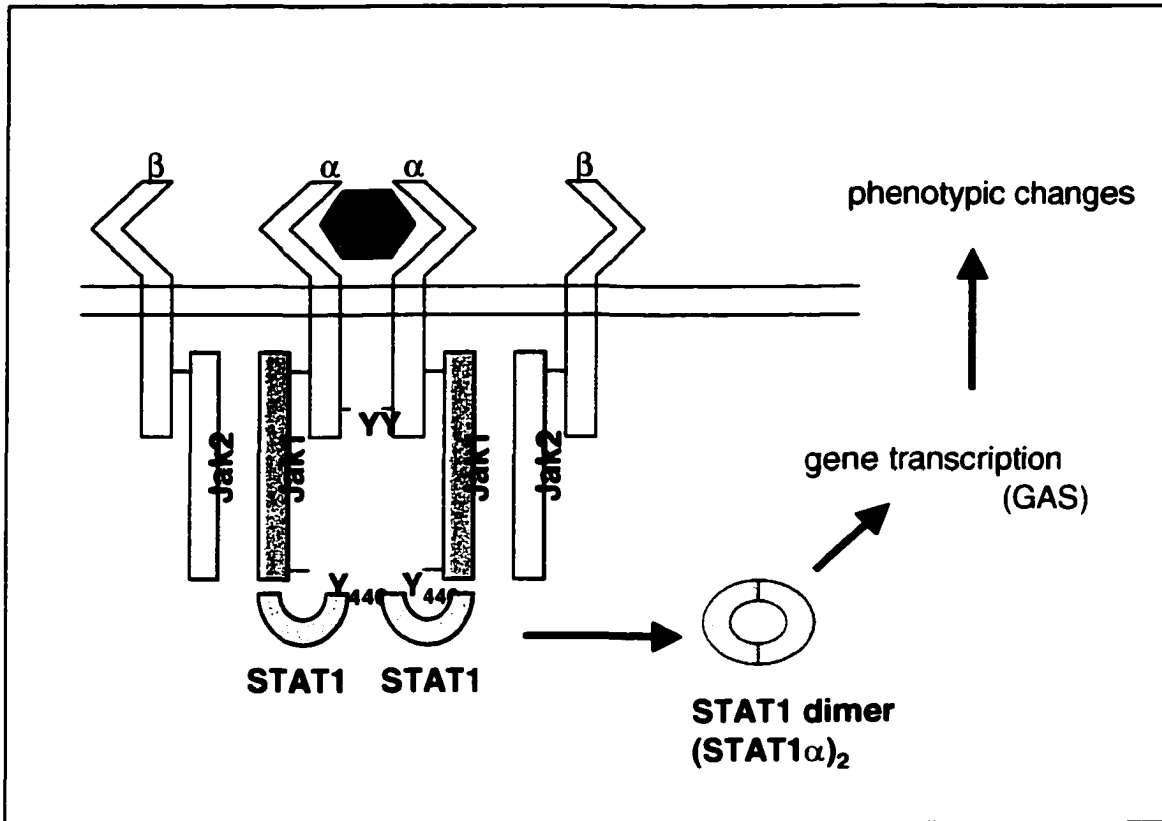 β α α β
phenotypic changes
Jak2 Jak1 YY Jak1 Jak2
gene transcription
(GAS)
Y440 Y440
STAT1 STAT1
STAT1 dimer
(STAT1α)2